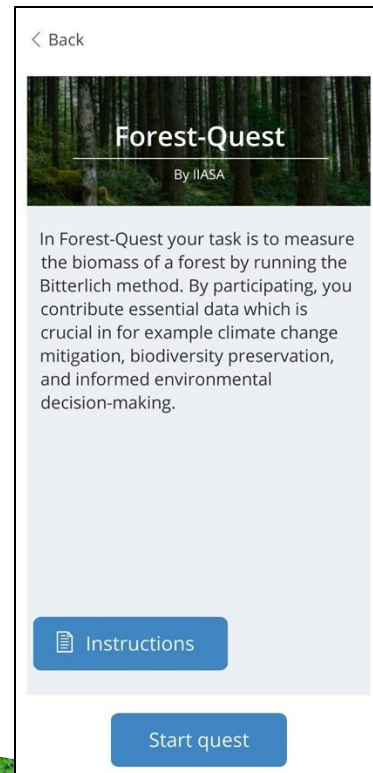 Back
Forest-Quest
By IIASA
In Forest-Quest your task is to measure
the biomass of a forest by running the
Bitterlich method. By participating, you
contribute essential data which is
crucial in for example climate change
mitigation, biodiversity preservation,
and informed environmental
decision-making.
Instructions
Start quest